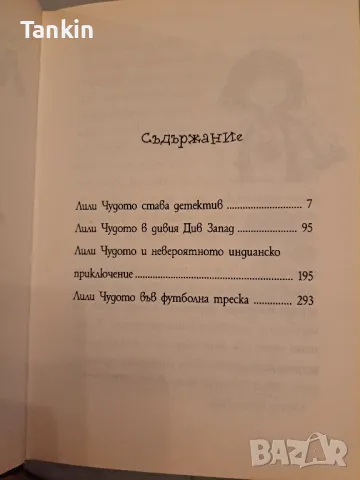 Tankin
Съдържание
Лили Чудото става детектив .................... 7
Лили Чудото в дивия Див Запад ............... 95
Лили Чудото и невероятното индианско
приключение ........................................ 195
Лили Чудото във футболна треска ........... 293
BAZAR